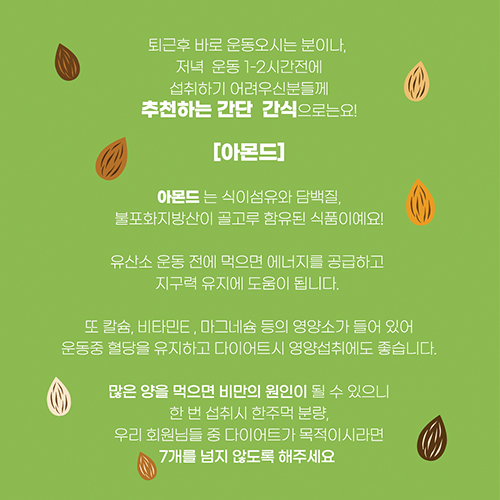 퇴근후 바로 운동오시는 분이나,
저녁 운동 1-2시간전에
섭취하기 어려우신분들께
추천하는 간단 간식으로는요!
[아몬드]
아몬드 는 식이섬유와 담백질,
불포화지방산이 골고루 함유된 식품이예요!
유산소 운동 전에 먹으면 에너지를 공급하고
지구력 유지에 도움이 됩니다.
또 칼슘, 비타민E , 마그네슘 등의 영양소가 들어 있어
운동중 혈당을 유지하고 다이어트시 영양섭취에도 좋습니다.
많은 양을 먹으면 비만의 원인이 될 수 있으니
한 번 섭취시 한주먹 분량,
우리 회원님들 중 다이어트가 목적이시라면
7개를 넘지 않도록 해주세요